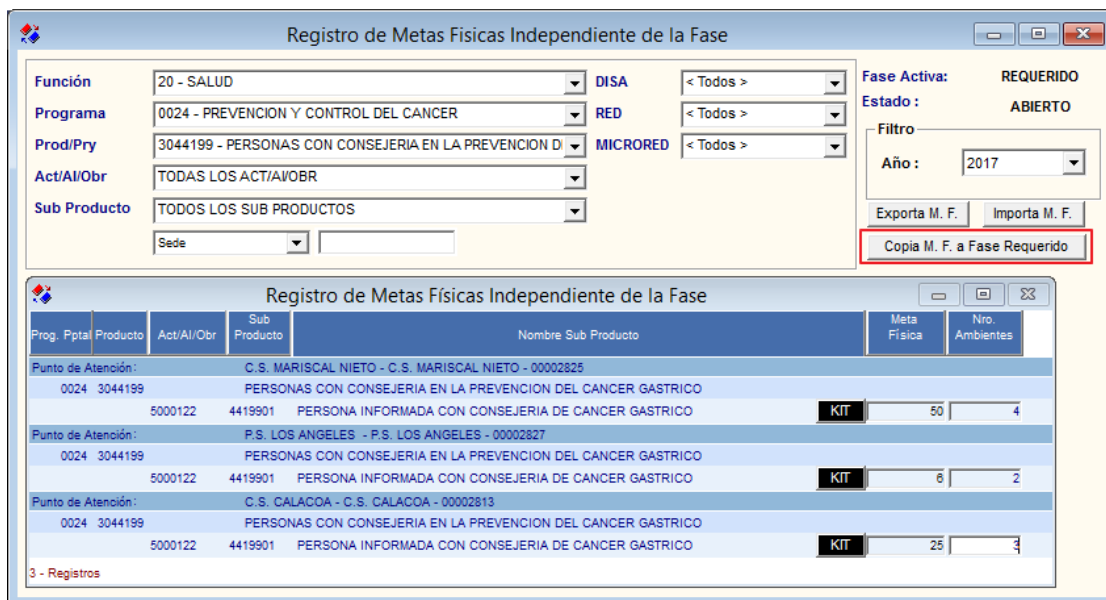 Registro de Metas Fisicas Independiente de la Fase
Función 20 - SALUD DISA < Todos > Fase Activa: REQUERIDO
Programa 0024 - PREVENCION Y CONTROL DEL CANCER RED < Todos > Estado : ABIERTO
Prod/Pry 3044199 - PERSONAS CON CONSEJERIA EN LA PREVENCION D MICRORED < Todos > Filtro
Act/AI/Obr TODAS LOS ACT/AI/OBR Año : 2017
Sub Producto TODOS LOS SUB PRODUCTOS Exporta M. F. Importa M. F.
Sede Copia M. F. a Fase Requerido
Registro de Metas Físicas Independiente de la Fase
Prog. Pptal Producto Act/AI/Obr Sub Producto Nombre Sub Producto Meta Física Nro. Ambientes
Punto de Atención: C.S. MARISCAL NIETO - C.S. MARISCAL NIETO - 00002825
0024 3044199 PERSONAS CON CONSEJERIA EN LA PREVENCION DEL CANCER GASTRICO
5000122 4419901 PERSONA INFORMADA CON CONSEJERIA DE CANCER GASTRICO KIT 50 4
Punto de Atención: P.S. LOS ANGELES - P.S. LOS ANGELES - 00002827
0024 3044199 PERSONAS CON CONSEJERIA EN LA PREVENCION DEL CANCER GASTRICO
5000122 4419901 PERSONA INFORMADA CON CONSEJERIA DE CANCER GASTRICO KIT 6 2
Punto de Atención: C.S. CALACOA - C.S. CALACOA - 00002813
0024 3044199 PERSONAS CON CONSEJERIA EN LA PREVENCION DEL CANCER GASTRICO
5000122 4419901 PERSONA INFORMADA CON CONSEJERIA DE CANCER GASTRICO KIT 25 3
3 - Registros